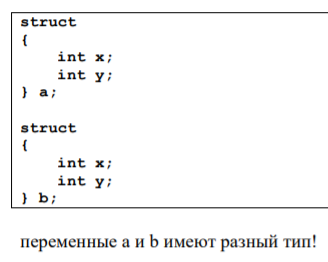 struct
{
    int x;
    int y;
} a;

struct
{
    int x;
    int y;
} b;

переменные a и b имеют разный тип!